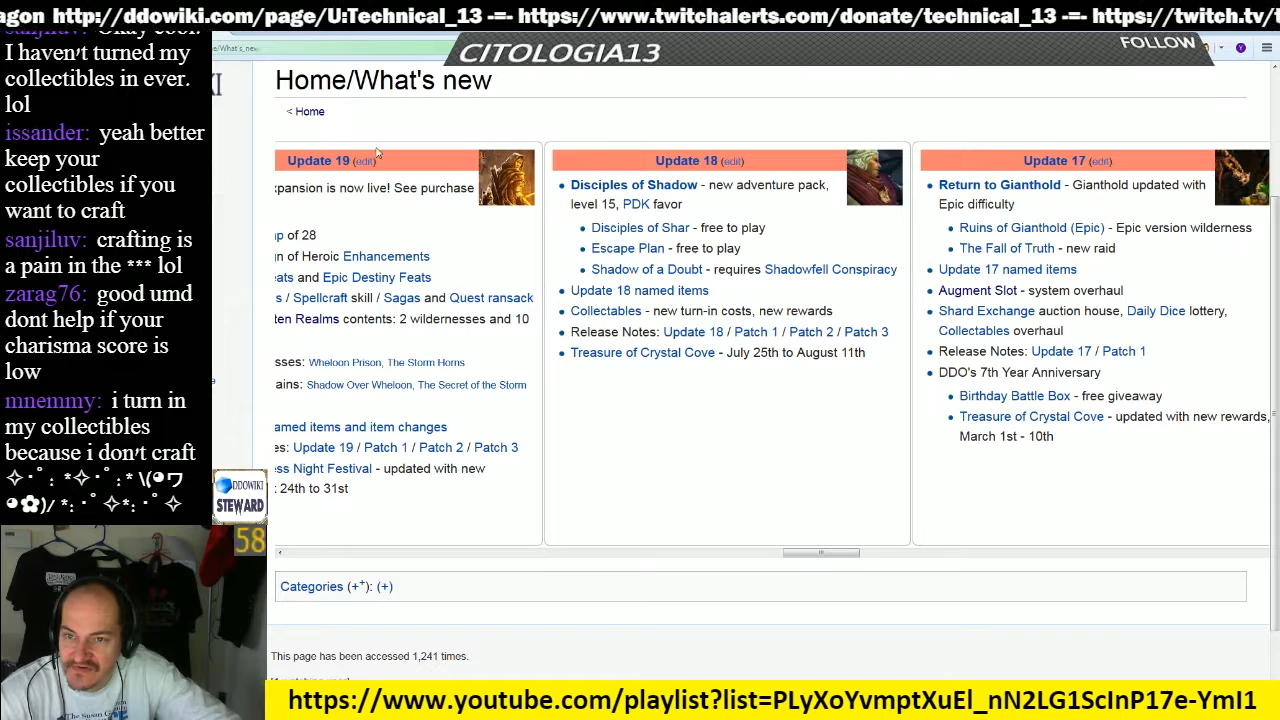 agon http://ddowiki.com/page/U:Technical_13 -=- https://www.twitchalerts.com/donate/technical_13 -=- https://twitch.tv/T
sanjiluv: Okay cool.
I haven't turned my
collectibles in ever.
lol
issander: yeah better
keep your
collectibles if you
want to craft
sanjiluv: crafting is
a pain in the *** lol
zarag76: good umd
dont help if your
charisma score is
low
mnemmy: i turn in
my collectibles
because i don't craft
✧･ﾟ: *✧･ﾟ:* \(◕ヮ
◕✿)/ *:･ﾟ✧*:･ﾟ✧
DDOWIKI
STEWARD
58
e/What's_new
CITOLOGIA13
FOLLOW
KI
Home/What's new
< Home
Update 19 (edit)
xpansion is now live! See purchase
ap of 28
gn of Heroic Enhancements
eats and Epic Destiny Feats
s / Spellcraft skill / Sagas and Quest ransack
ten Realms contents: 2 wildernesses and 10
sses: Wheloon Prison, The Storm Horns
ains: Shadow Over Wheloon, The Secret of the Storm
amed items and item changes
es: Update 19 / Patch 1 / Patch 2 / Patch 3
ess Night Festival - updated with new
t 24th to 31st
Update 18 (edit)
Disciples of Shadow - new adventure pack,
level 15, PDK favor
Disciples of Shar - free to play
Escape Plan - free to play
Shadow of a Doubt - requires Shadowfell Conspiracy
Update 18 named items
Collectables - new turn-in costs, new rewards
Release Notes: Update 18 / Patch 1 / Patch 2 / Patch 3
Treasure of Crystal Cove - July 25th to August 11th
Update 17 (edit)
Return to Gianthold - Gianthold updated with
Epic difficulty
Ruins of Gianthold (Epic) - Epic version wilderness
The Fall of Truth - new raid
Update 17 named items
Augment Slot - system overhaul
Shard Exchange auction house, Daily Dice lottery,
Collectables overhaul
Release Notes: Update 17 / Patch 1
DDO's 7th Year Anniversary
Birthday Battle Box - free giveaway
Treasure of Crystal Cove - updated with new rewards,
March 1st - 10th
Categories (+⁺): (+)
This page has been accessed 1,241 times.
https://www.youtube.com/playlist?list=PLyXoYvmptXuEl_nN2LG1ScInP17e-YmI1